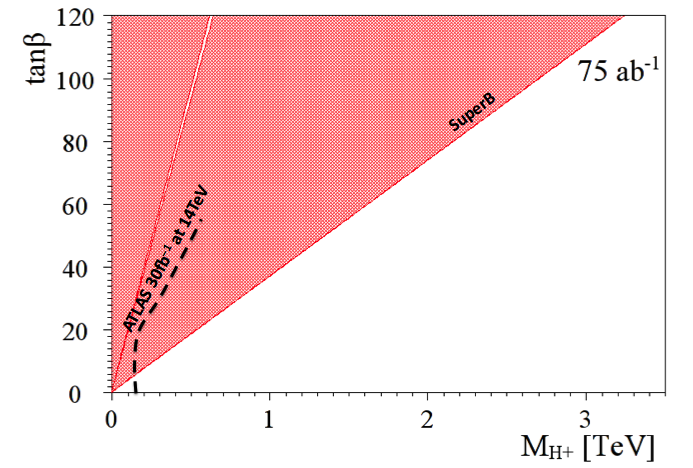 120
100
80
60
40
20
0
tanβ
75 ab⁻¹
SuperB
ATLAS 30fb⁻¹ at 14TeV
0 1 2 3
M_H+ [TeV]